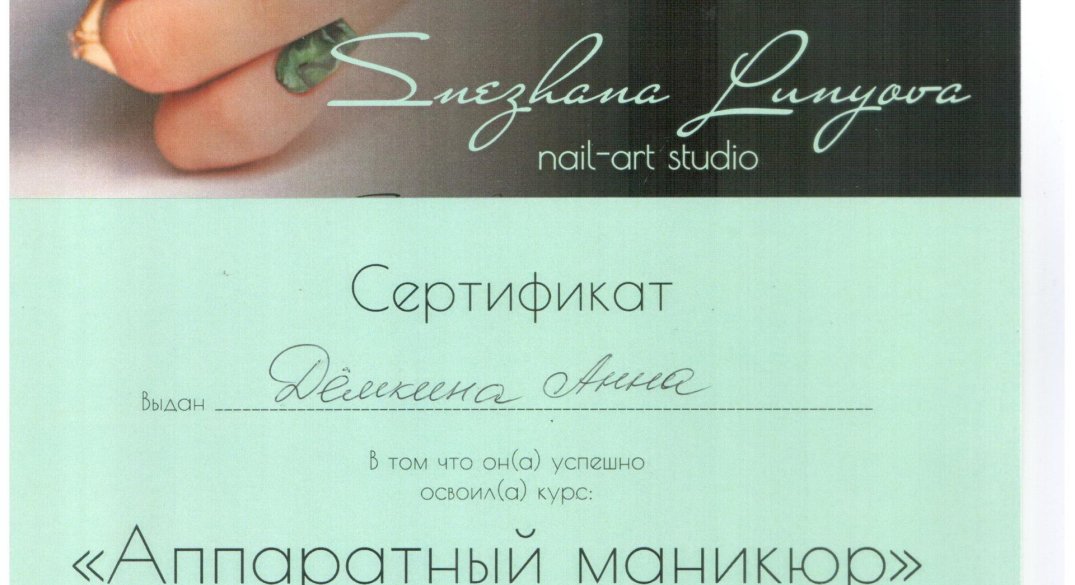 Snezhana Lunyova
nail-art studio
Сертификат
Выдан Дёмкина Анна
В том что он(а) успешно
освоил(а) курс:
«Аппаратный маникюр»